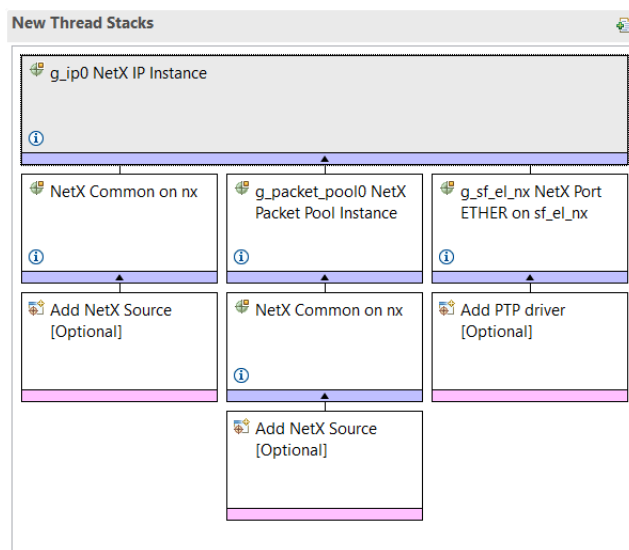 New Thread Stacks
g_ip0 NetX IP Instance
NetX Common on nx
g_packet_pool0 NetX
Packet Pool Instance
g_sf_el_nx NetX Port
ETHER on sf_el_nx
Add NetX Source
[Optional]
NetX Common on nx
Add PTP driver
[Optional]
Add NetX Source
[Optional]